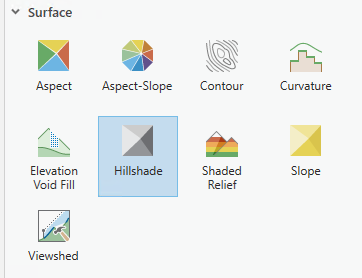 Surface
Aspect
Aspect-Slope
Contour
Curvature
Elevation
Void Fill
Hillshade
Shaded
Relief
Slope
Viewshed